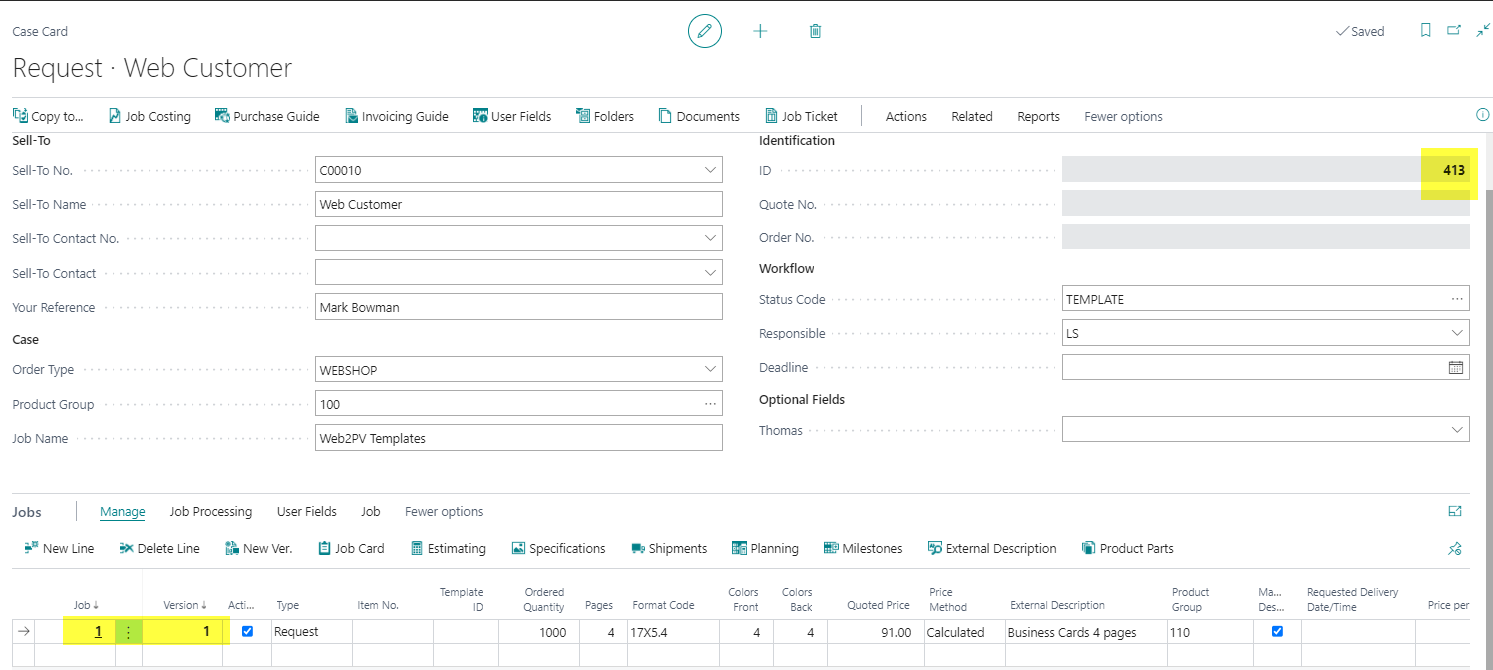 Case Card
Saved
Request · Web Customer
Copy to... Job Costing Purchase Guide Invoicing Guide User Fields Folders Documents Job Ticket Actions Related Reports Fewer options
Sell-To
Sell-To No. C00010
Sell-To Name Web Customer
Sell-To Contact No.
Sell-To Contact
Your Reference Mark Bowman
Case
Order Type WEBSHOP
Product Group 100
Job Name Web2PV Templates
Identification
ID 413
Quote No.
Order No.
Workflow
Status Code TEMPLATE
Responsible LS
Deadline
Optional Fields
Thomas
Jobs Manage Job Processing User Fields Job Fewer options
New Line Delete Line New Ver. Job Card Estimating Specifications Shipments Planning Milestones External Description Product Parts
Job Version Acti... Type Item No. Template ID Ordered Quantity Pages Format Code Colors Front Colors Back Quoted Price Price Method External Description Product Group Ma... Des... Requested Delivery Date/Time Price per
1 1 Request 1000 4 17X5.4 4 4 91.00 Calculated Business Cards 4 pages 110